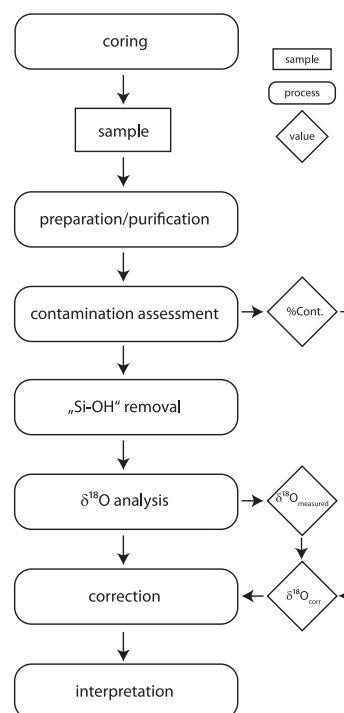 coring
sample
preparation/purification
contamination assessment
%Cont.
„Si-OH“ removal
δ¹⁸O analysis
δ¹⁸Omeasured
correction
δ¹⁸Ocorr
interpretation
sample
process
value